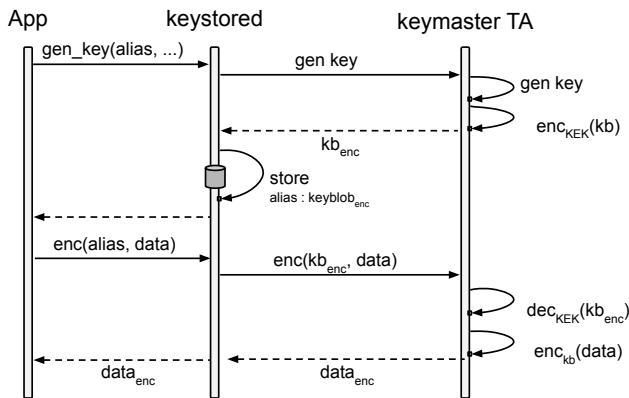 App keystored keymaster TA
gen_key(alias, ...)
gen key
gen key
enc_KEK(kb)
kb_enc
store
alias : keyblob_enc
enc(alias, data)
enc(kb_enc, data)
dec_KEK(kb_enc)
enc_kb(data)
data_enc data_enc